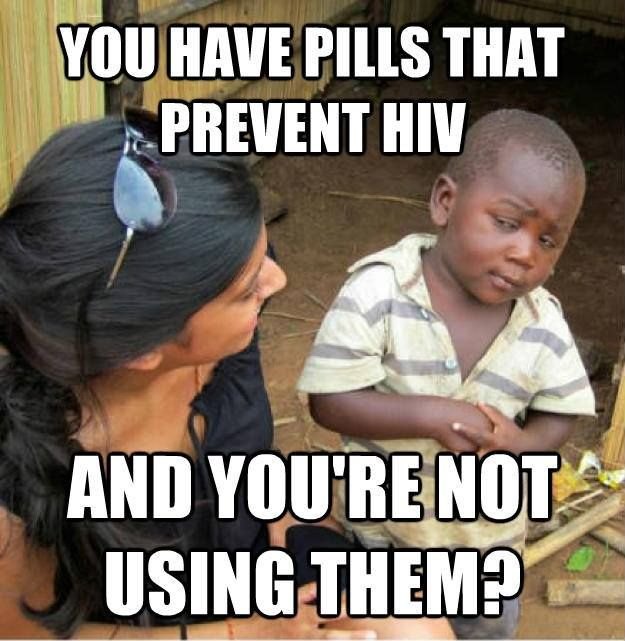 YOU HAVE PILLS THAT
PREVENT HIV
AND YOU'RE NOT
USING THEM?